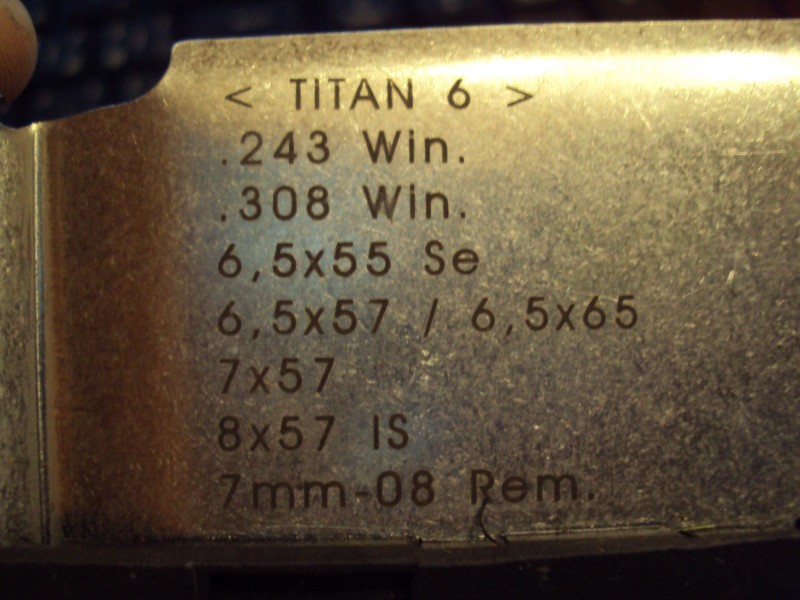 < TITAN 6 >
.243 Win.
.308 Win.
6,5x55 Se
6,5x57 / 6,5x65
7x57
8x57 IS
7mm-08 Rem.